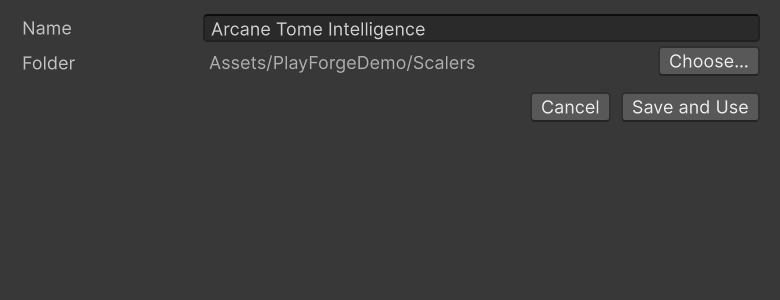 Name Arcane Tome Intelligence
Folder Assets/PlayForgeDemo/Scalers Choose...
Cancel Save and Use